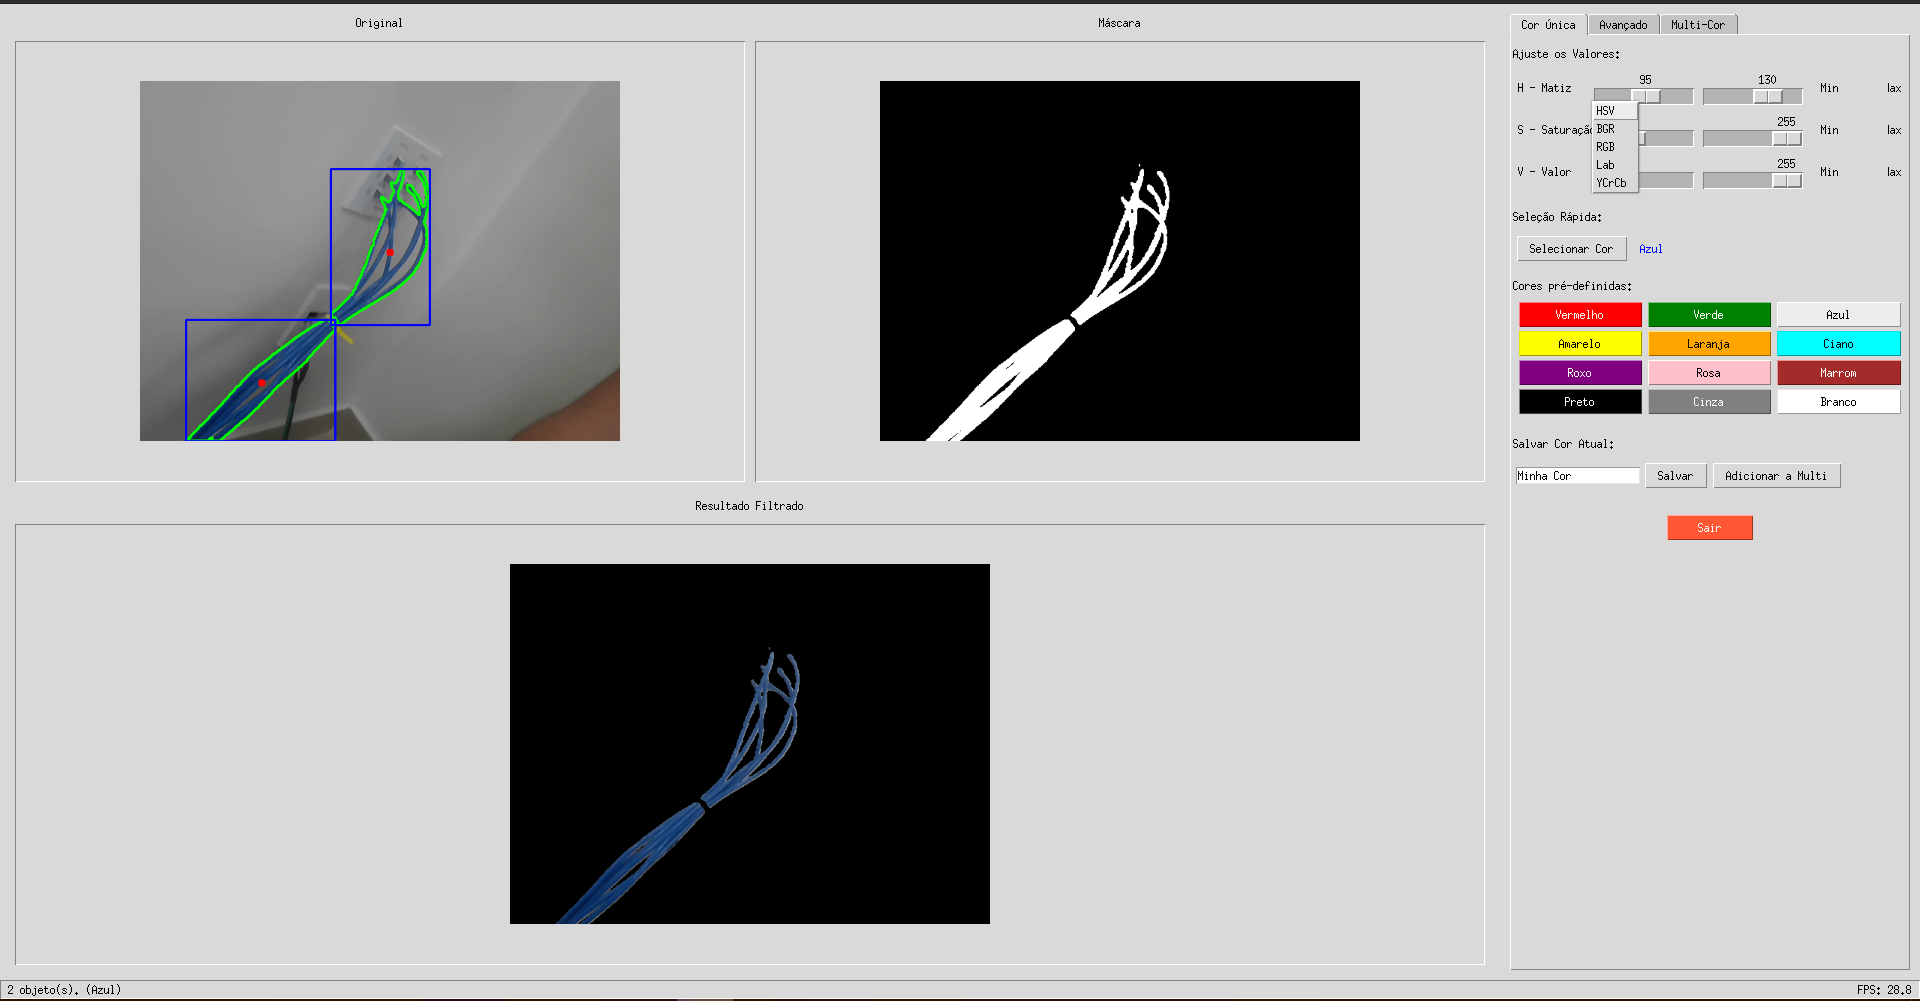 Original
Máscara
Cor Única Avançado Multi-Cor
Ajuste os Valores:
95 130
H - Matiz Min lax
HSV
BGR
RGB
Lab
YCrCb
255
S - Saturação Min lax
255
V - Valor Min lax
Seleção Rápida:
Selecionar Cor Azul
Cores pré-definidas:
Vermelho Verde Azul
Amarelo Laranja Ciano
Roxo Rosa Marrom
Preto Cinza Branco
Salvar Cor Atual:
Minha Cor Salvar Adicionar a Multi
Sair
Resultado Filtrado
2 objeto(s). (Azul) FPS: 28.8